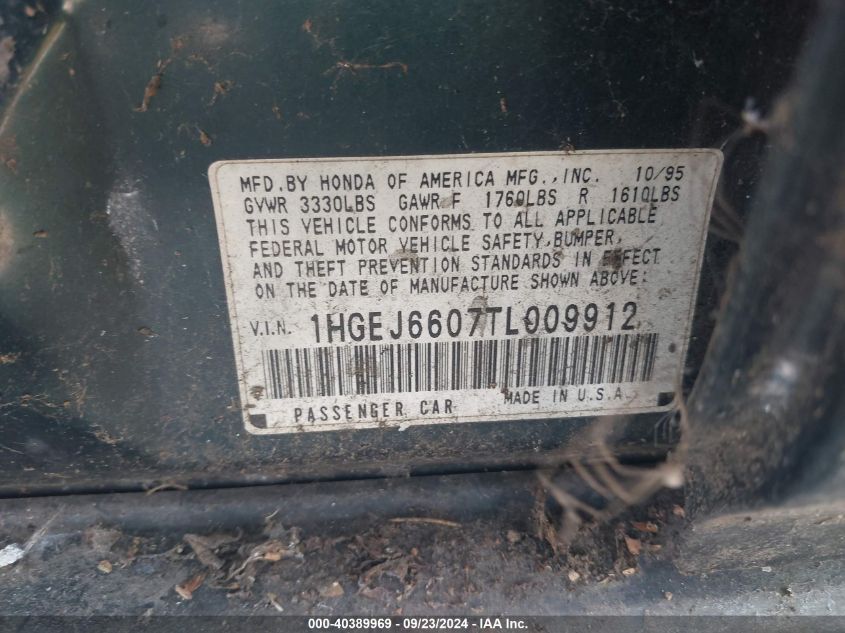 MFD.BY HONDA OF AMERICA MFG.,INC. 10/95
GVWR 3330LBS GAWR F 1760LBS R 1610LBS
THIS VEHICLE CONFORMS TO ALL APPLICABLE
FEDERAL MOTOR VEHICLE SAFETY,BUMPER,
AND THEFT PREVENTION STANDARDS IN EFFECT
ON THE DATE OF MANUFACTURE SHOWN ABOVE:
V.I.N. 1HGEJ6607TL009912
PASSENGER CAR MADE IN U.S.A.
000-40389969 - 09/23/2024 - IAA Inc.